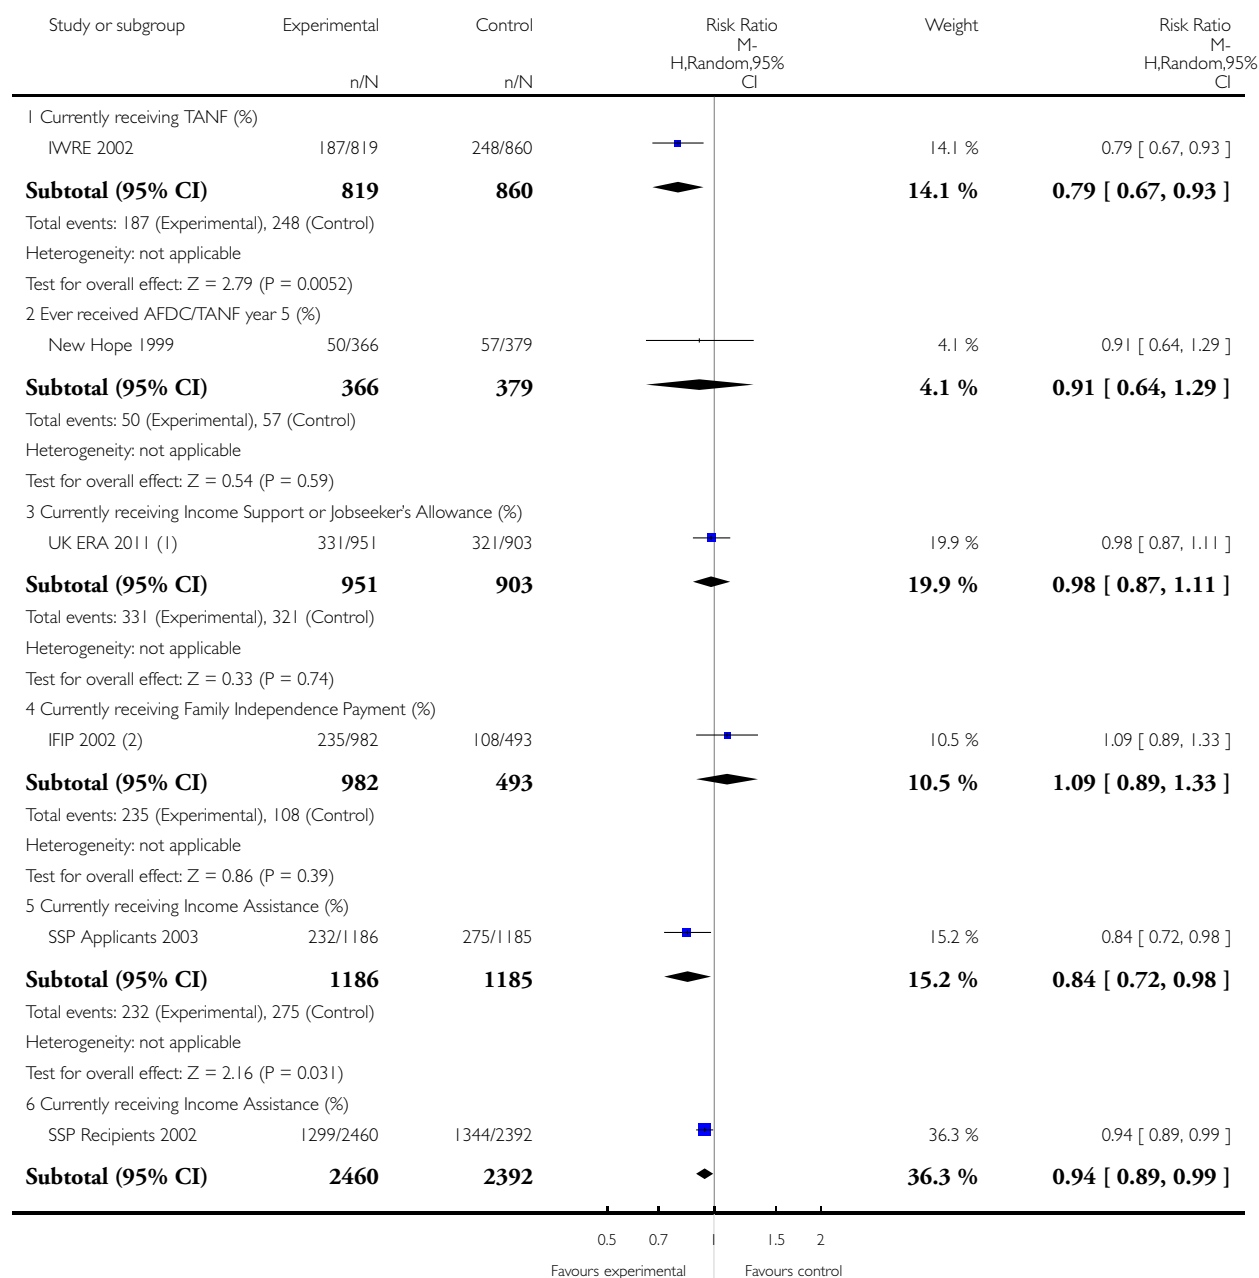 Study or subgroup Experimental Control Risk Ratio Weight Risk Ratio
M- M-
H,Random,95% H,Random,95%
n/N n/N CI CI
1 Currently receiving TANF (%)
IWRE 2002 187/819 248/860 14.1 % 0.79 [ 0.67, 0.93 ]
Subtotal (95% CI) 819 860 14.1 % 0.79 [ 0.67, 0.93 ]
Total events: 187 (Experimental), 248 (Control)
Heterogeneity: not applicable
Test for overall effect: Z = 2.79 (P = 0.0052)
2 Ever received AFDC/TANF year 5 (%)
New Hope 1999 50/366 57/379 4.1 % 0.91 [ 0.64, 1.29 ]
Subtotal (95% CI) 366 379 4.1 % 0.91 [ 0.64, 1.29 ]
Total events: 50 (Experimental), 57 (Control)
Heterogeneity: not applicable
Test for overall effect: Z = 0.54 (P = 0.59)
3 Currently receiving Income Support or Jobseeker's Allowance (%)
UK ERA 2011 (1) 331/951 321/903 19.9 % 0.98 [ 0.87, 1.11 ]
Subtotal (95% CI) 951 903 19.9 % 0.98 [ 0.87, 1.11 ]
Total events: 331 (Experimental), 321 (Control)
Heterogeneity: not applicable
Test for overall effect: Z = 0.33 (P = 0.74)
4 Currently receiving Family Independence Payment (%)
IFIP 2002 (2) 235/982 108/493 10.5 % 1.09 [ 0.89, 1.33 ]
Subtotal (95% CI) 982 493 10.5 % 1.09 [ 0.89, 1.33 ]
Total events: 235 (Experimental), 108 (Control)
Heterogeneity: not applicable
Test for overall effect: Z = 0.86 (P = 0.39)
5 Currently receiving Income Assistance (%)
SSP Applicants 2003 232/1186 275/1185 15.2 % 0.84 [ 0.72, 0.98 ]
Subtotal (95% CI) 1186 1185 15.2 % 0.84 [ 0.72, 0.98 ]
Total events: 232 (Experimental), 275 (Control)
Heterogeneity: not applicable
Test for overall effect: Z = 2.16 (P = 0.031)
6 Currently receiving Income Assistance (%)
SSP Recipients 2002 1299/2460 1344/2392 36.3 % 0.94 [ 0.89, 0.99 ]
Subtotal (95% CI) 2460 2392 36.3 % 0.94 [ 0.89, 0.99 ]
0.5 0.7 1 1.5 2
Favours experimental Favours control